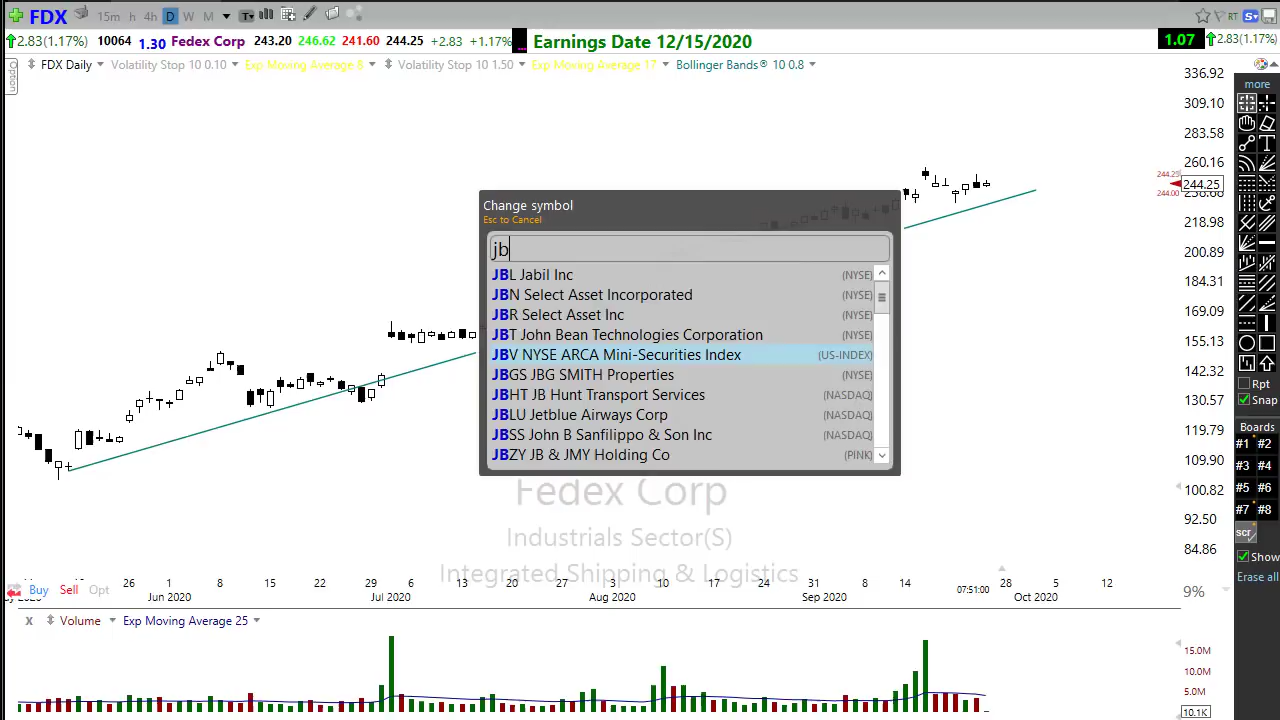 FDX 15m h 4h D W M T RT S
2.83(1.17%) 10064 1.30 Fedex Corp 243.20 246.62 241.60 244.25 +2.83 +1.17% ... Earnings Date 12/15/2020 1.07 2.83(1.17%)
Option
FDX Daily Volatility Stop 10 0.10 Exp Moving Average 8 Volatility Stop 10 1.50 Exp Moving Average 17 Bollinger Bands® 10 0.8
336.92
309.10
283.58
260.16
244.25
244.25
244.00
218.98
200.89
184.31
169.09
155.13
142.32
130.57
119.79
109.90
100.82
92.50
84.86
Change symbol
Esc to Cancel
jb
JBL Jabil Inc (NYSE)
JBN Select Asset Incorporated (NYSE)
JBR Select Asset Inc (NYSE)
JBT John Bean Technologies Corporation (NYSE)
JBV NYSE ARCA Mini-Securities Index (US-INDEX)
JBGS JBG SMITH Properties (NYSE)
JBHT JB Hunt Transport Services (NASDAQ)
JBLU Jetblue Airways Corp (NASDAQ)
JBSS John B Sanfilippo & Son Inc (NASDAQ)
JBZY JB & JMY Holding Co (PINK)
Fedex Corp
Industrials Sector(S)
Integrated Shipping & Logistics
26 1 8 15 22 29 6 13 20 27 3 10 17 24 31 8 14 28 5 12
Buy Sell Opt
Jun 2020 Jul 2020 Aug 2020 Sep 2020 07:51:00 Oct 2020
9%
X Volume Exp Moving Average 25
15.0M
10.0M
5.0M
10.1K
more
T
Rpt
Snap
Boards
#1 #2
#3 #4
#5 #6
#7 #8
scr
Show
Erase all